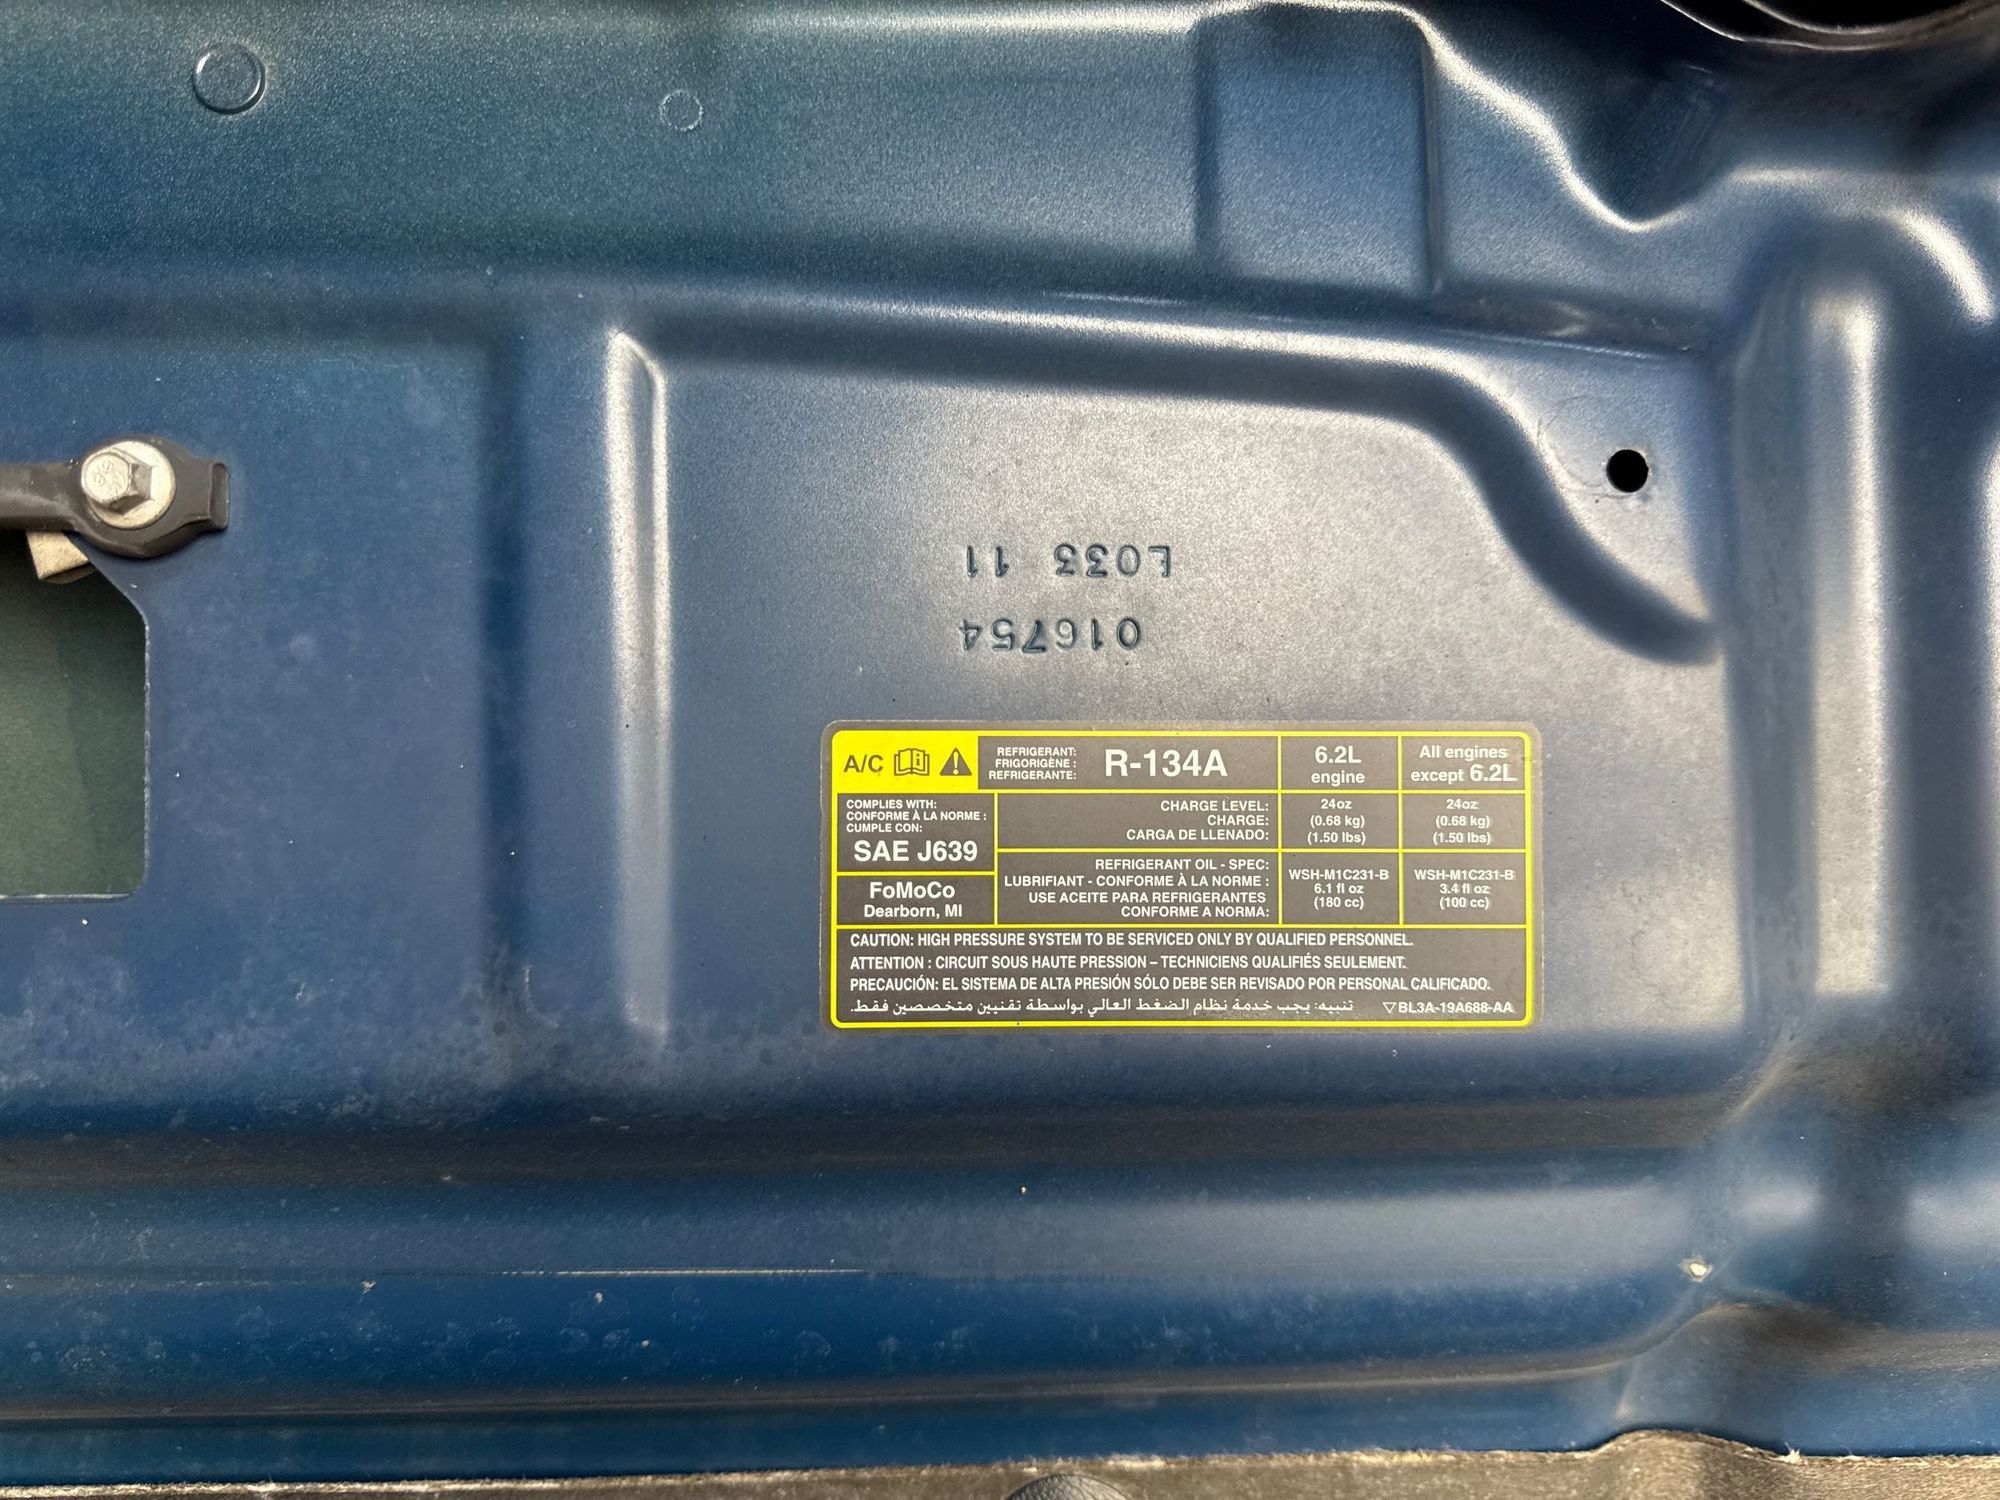 L033 11
016754
A/C
REFRIGERANT:
FRIGORIGÈNE :
REFRIGERANTE:
R-134A
6.2L
engine
All engines
except 6.2L
COMPLIES WITH:
CONFORME À LA NORME :
CUMPLE CON:
SAE J639
CHARGE LEVEL:
CHARGE:
CARGA DE LLENADO:
24oz
(0.68 kg)
(1.50 lbs)
24oz
(0.68 kg)
(1.50 lbs)
FoMoCo
Dearborn, MI
REFRIGERANT OIL - SPEC:
LUBRIFIANT - CONFORME À LA NORME :
USE ACEITE PARA REFRIGERANTES
CONFORME A NORMA:
WSH-M1C231-B
6.1 fl oz
(180 cc)
WSH-M1C231-B
3.4 fl oz
(100 cc)
CAUTION: HIGH PRESSURE SYSTEM TO BE SERVICED ONLY BY QUALIFIED PERSONNEL.
ATTENTION : CIRCUIT SOUS HAUTE PRESSION – TECHNICIENS QUALIFIÉS SEULEMENT.
PRECAUCIÓN: EL SISTEMA DE ALTA PRESIÓN SÓLO DEBE SER REVISADO POR PERSONAL CALIFICADO.
تنبيه: يجب خدمة نظام الضغط العالي بواسطة تقنيين متخصصين فقط.
▽BL3A-19A688-AA